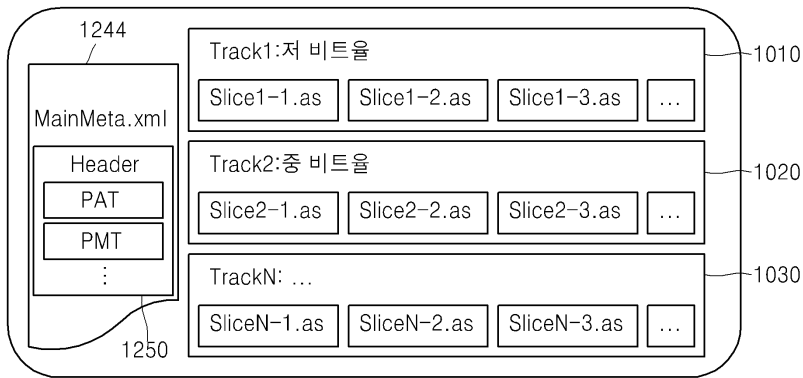 1244
MainMeta.xml
Header
PAT
PMT
⋮
1250
Track1:저 비트율
Slice1-1.as Slice1-2.as Slice1-3.as ...
1010
Track2:중 비트율
Slice2-1.as Slice2-2.as Slice2-3.as ...
1020
TrackN: ...
SliceN-1.as SliceN-2.as SliceN-3.as ...
1030